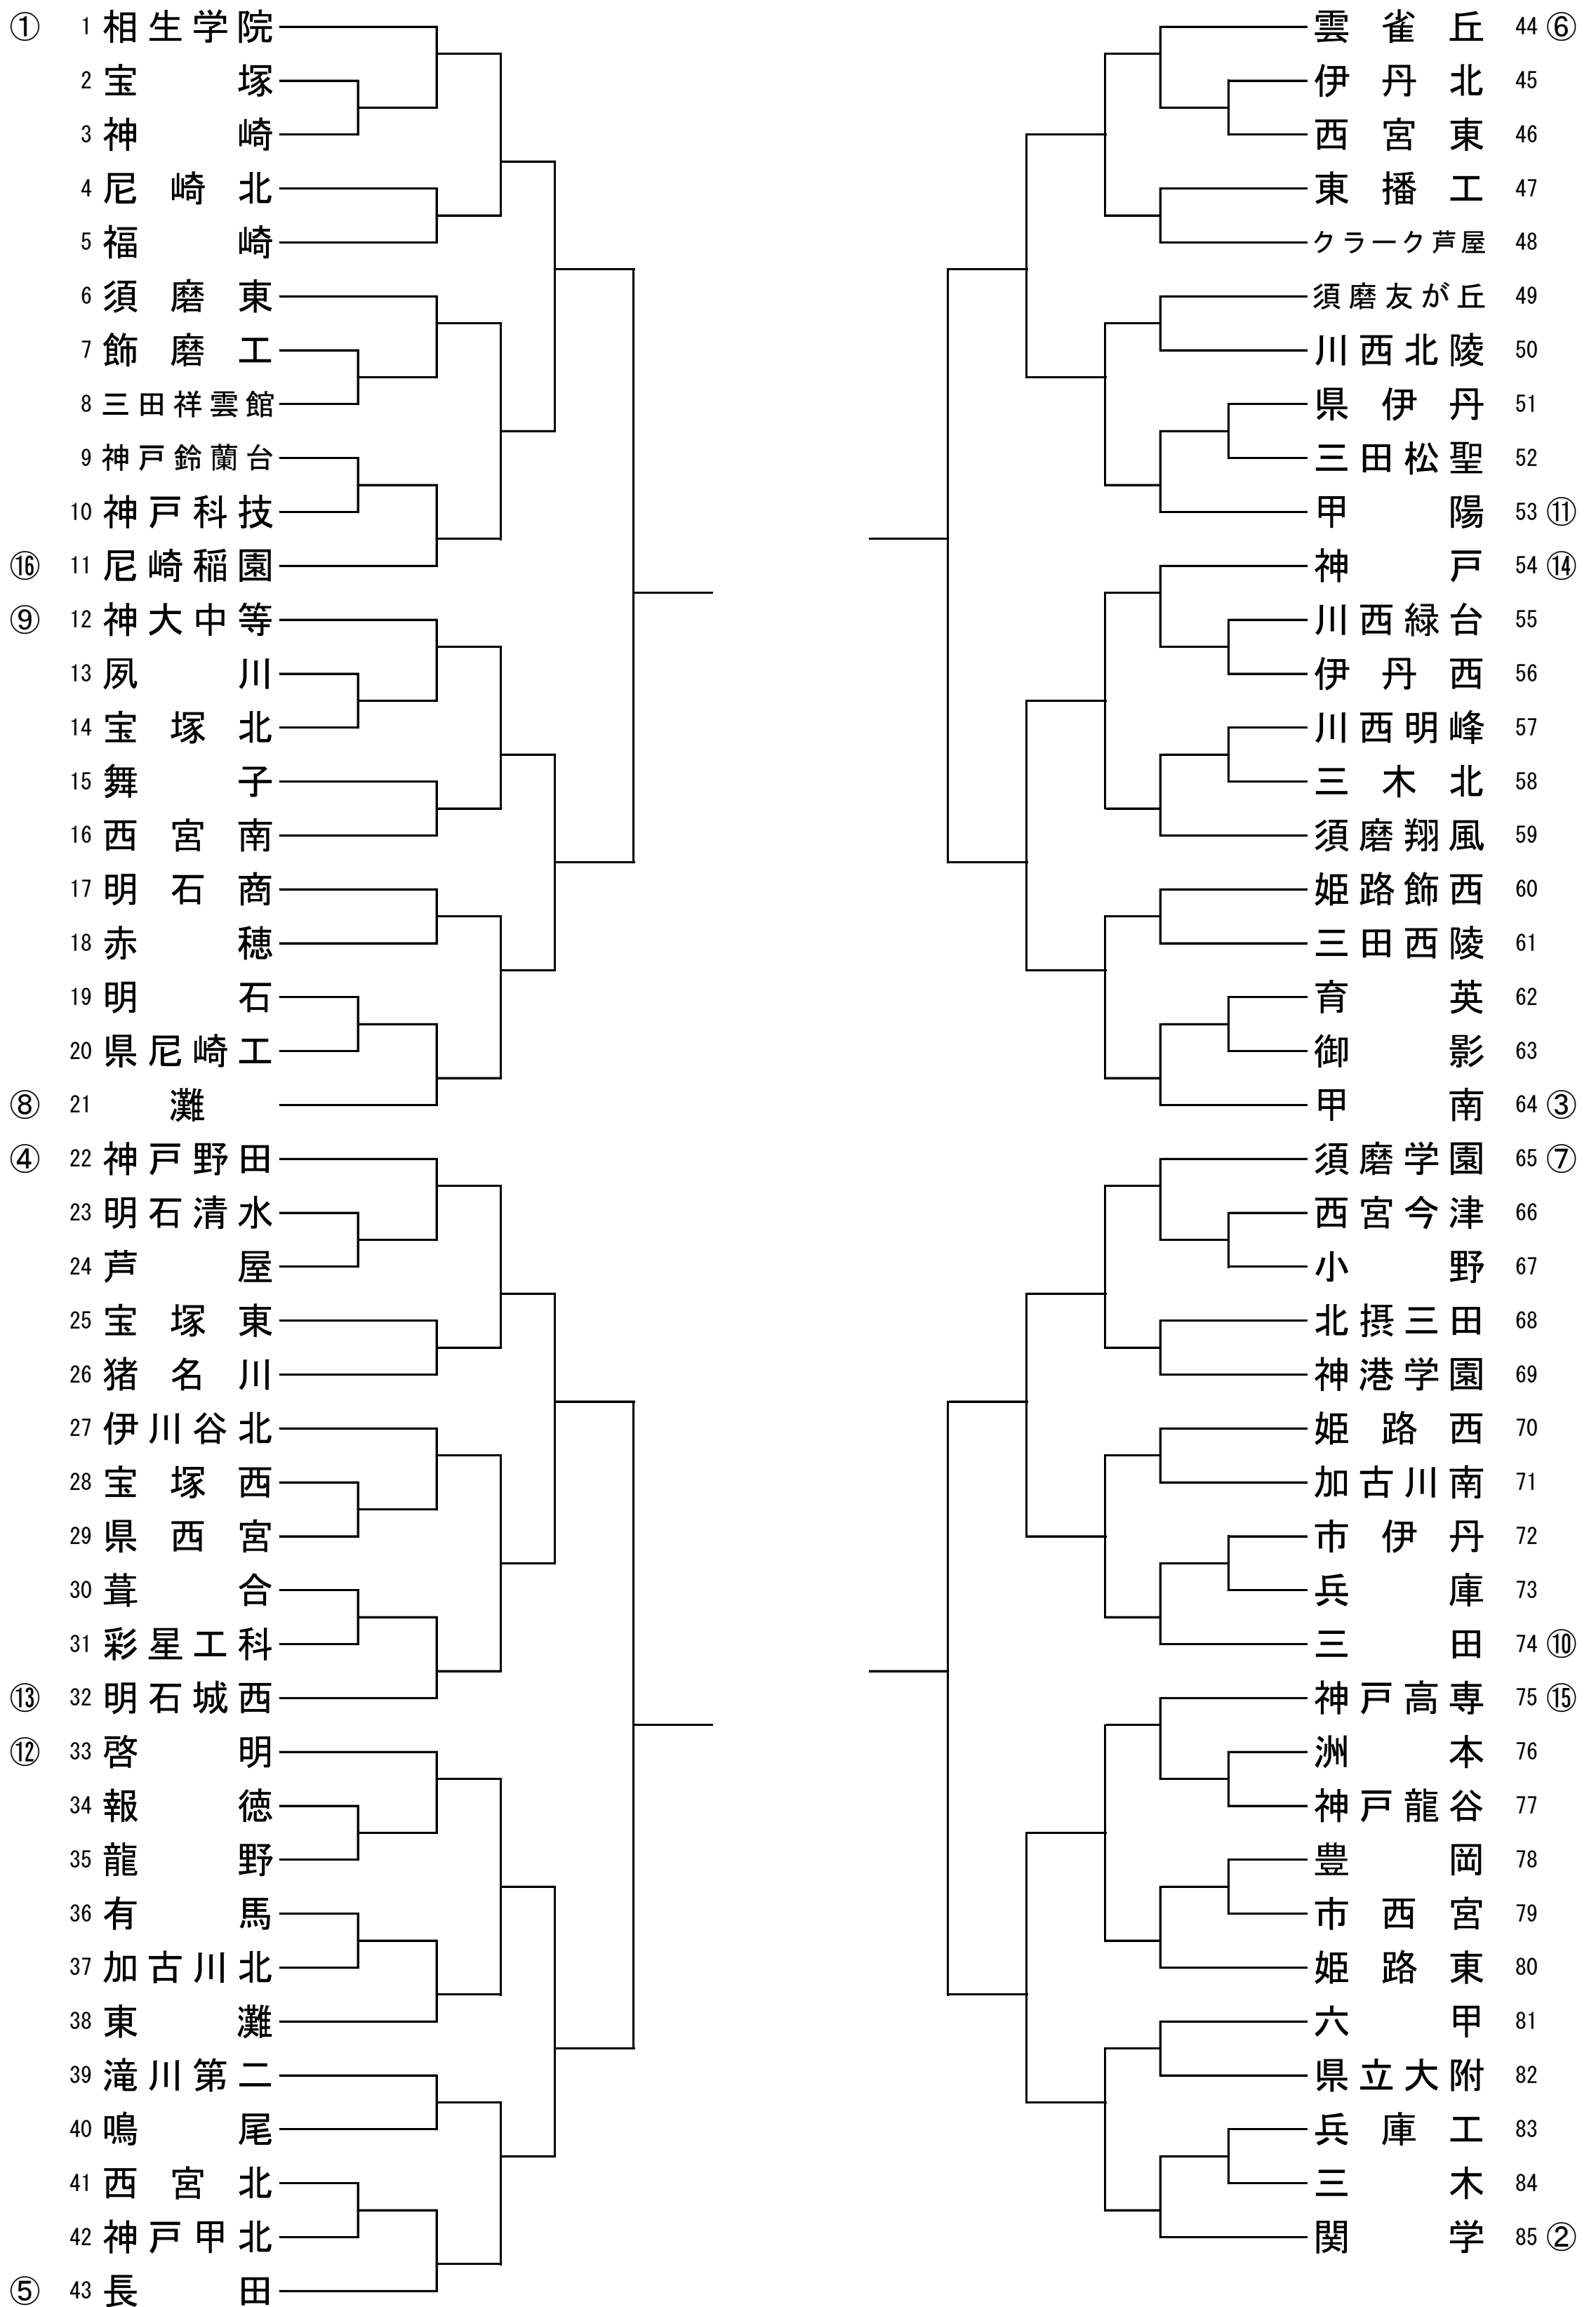 ① 1 相生学院
2 宝塚
3 神崎
4 尼崎北
5 福崎
6 須磨東
7 飾磨工
8 三田祥雲館
9 神戸鈴蘭台
10 神戸科技
⑯ 11 尼崎稲園
⑨ 12 神大中等
13 夙川
14 宝塚北
15 舞子
16 西宮南
17 明石商
18 赤穂
19 明石
20 県尼崎工
⑧ 21 灘
④ 22 神戸野田
23 明石清水
24 芦屋
25 宝塚東
26 猪名川
27 伊川谷北
28 宝塚西
29 県西宮
30 葺合
31 彩星工科
⑬ 32 明石城西
⑫ 33 啓明
34 報徳
35 龍野
36 有馬
37 加古川北
38 東灘
39 滝川第二
40 鳴尾
41 西宮北
42 神戸甲北
⑤ 43 長田
雲雀丘 44 ⑥
伊丹北 45
西宮東 46
東播工 47
クラーク芦屋 48
須磨友が丘 49
川西北陵 50
県伊丹 51
三田松聖 52
甲陽 53 ⑪
神戸 54 ⑭
川西緑台 55
伊丹西 56
川西明峰 57
三木北 58
須磨翔風 59
姫路飾西 60
三田西陵 61
育英 62
御影 63
甲南 64 ③
須磨学園 65 ⑦
西宮今津 66
小野 67
北摂三田 68
神港学園 69
姫路西 70
加古川南 71
市伊丹 72
兵庫 73
三田 74 ⑩
神戸高専 75 ⑮
洲本 76
神戸龍谷 77
豊岡 78
市西宮 79
姫路東 80
六甲 81
県立大附 82
兵庫工 83
三木 84
関学 85 ②